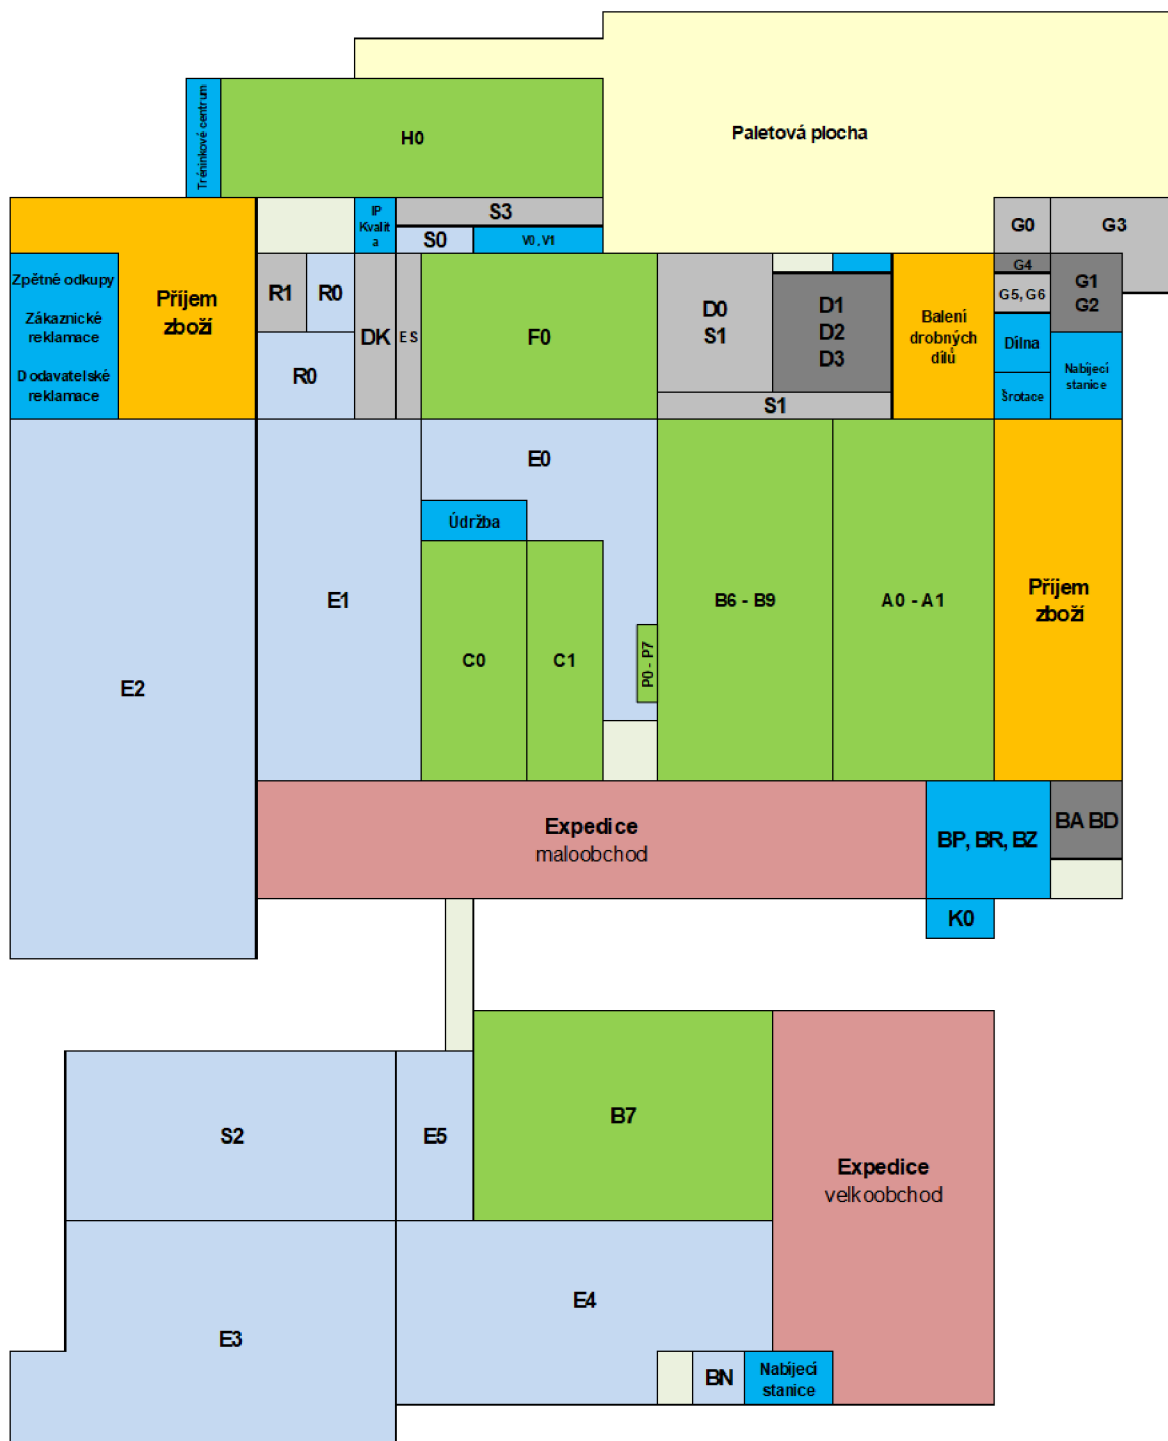 Paletová plocha
Tréninkové centrum
H0
IP
Kvalit
a
S3
S0
V0, V1
G0
G3
Zpětné odkupy
Zákaznické
reklamace
Dodavatelské
reklamace
Příjem
zboží
R1
R0
R0
DK
ES
F0
D0
S1
D1
D2
D3
S1
Balení
drobných
dílů
G4
G5, G6
G1
G2
Dílna
Šrotace
Nabíjecí
stanice
E2
E1
E0
Údržba
C0
C1
P0 - P7
B6 - B9
A0 - A1
Příjem
zboží
Expedice
maloobchod
BP, BR, BZ
BA BD
K0
S2
E5
B7
Expedice
velkoobchod
E3
E4
BN
Nabíjecí
stanice